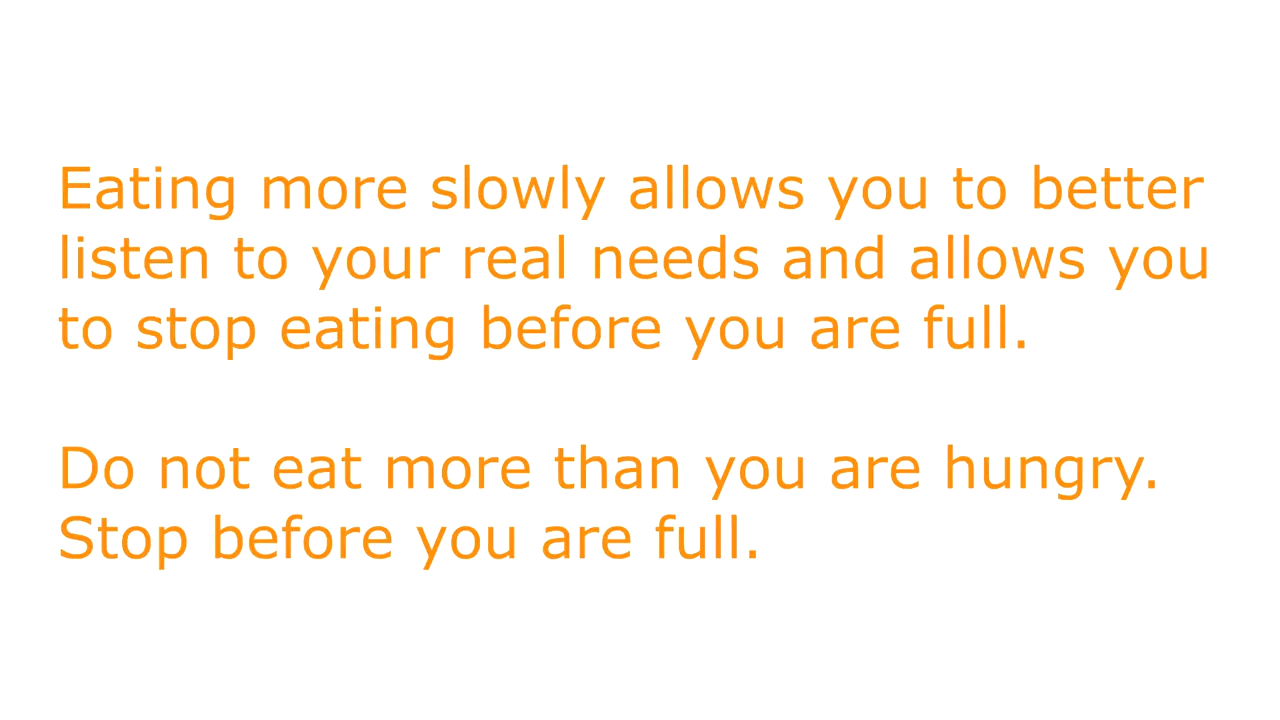 Eating more slowly allows you to better
listen to your real needs and allows you
to stop eating before you are full.
Do not eat more than you are hungry.
Stop before you are full.